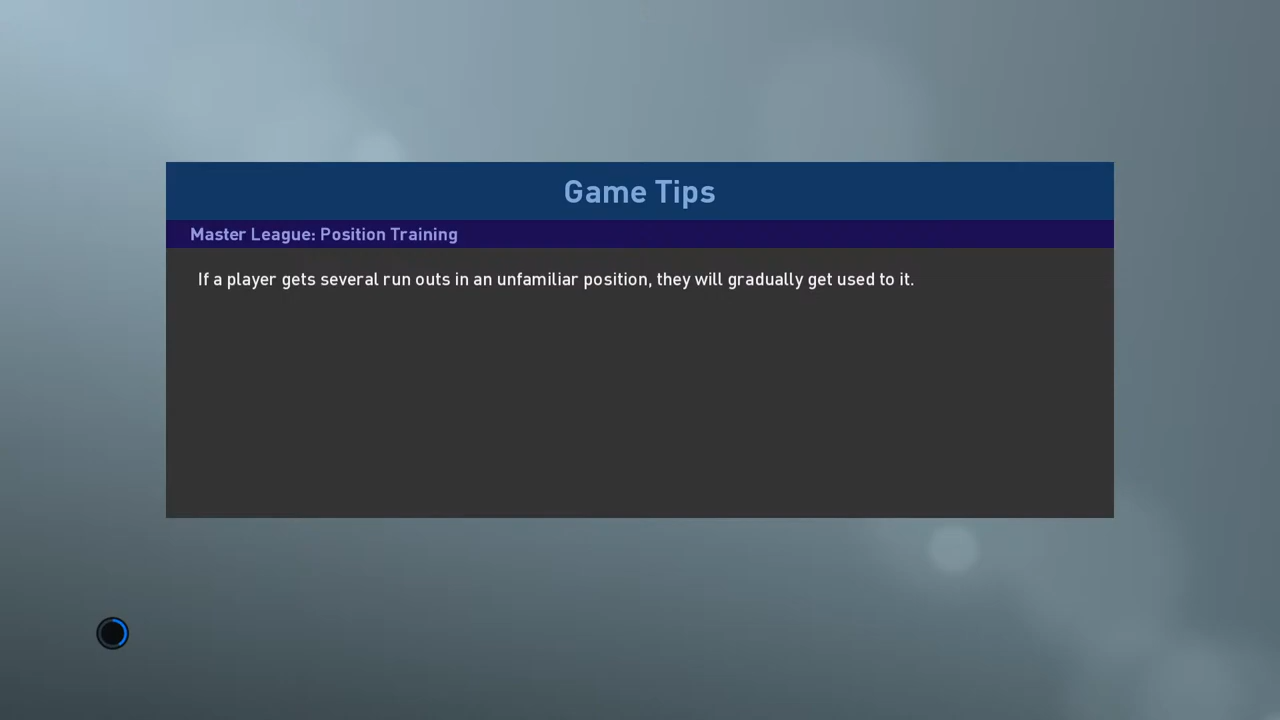 Game Tips
Master League: Position Training
If a player gets several run outs in an unfamiliar position, they will gradually get used to it.